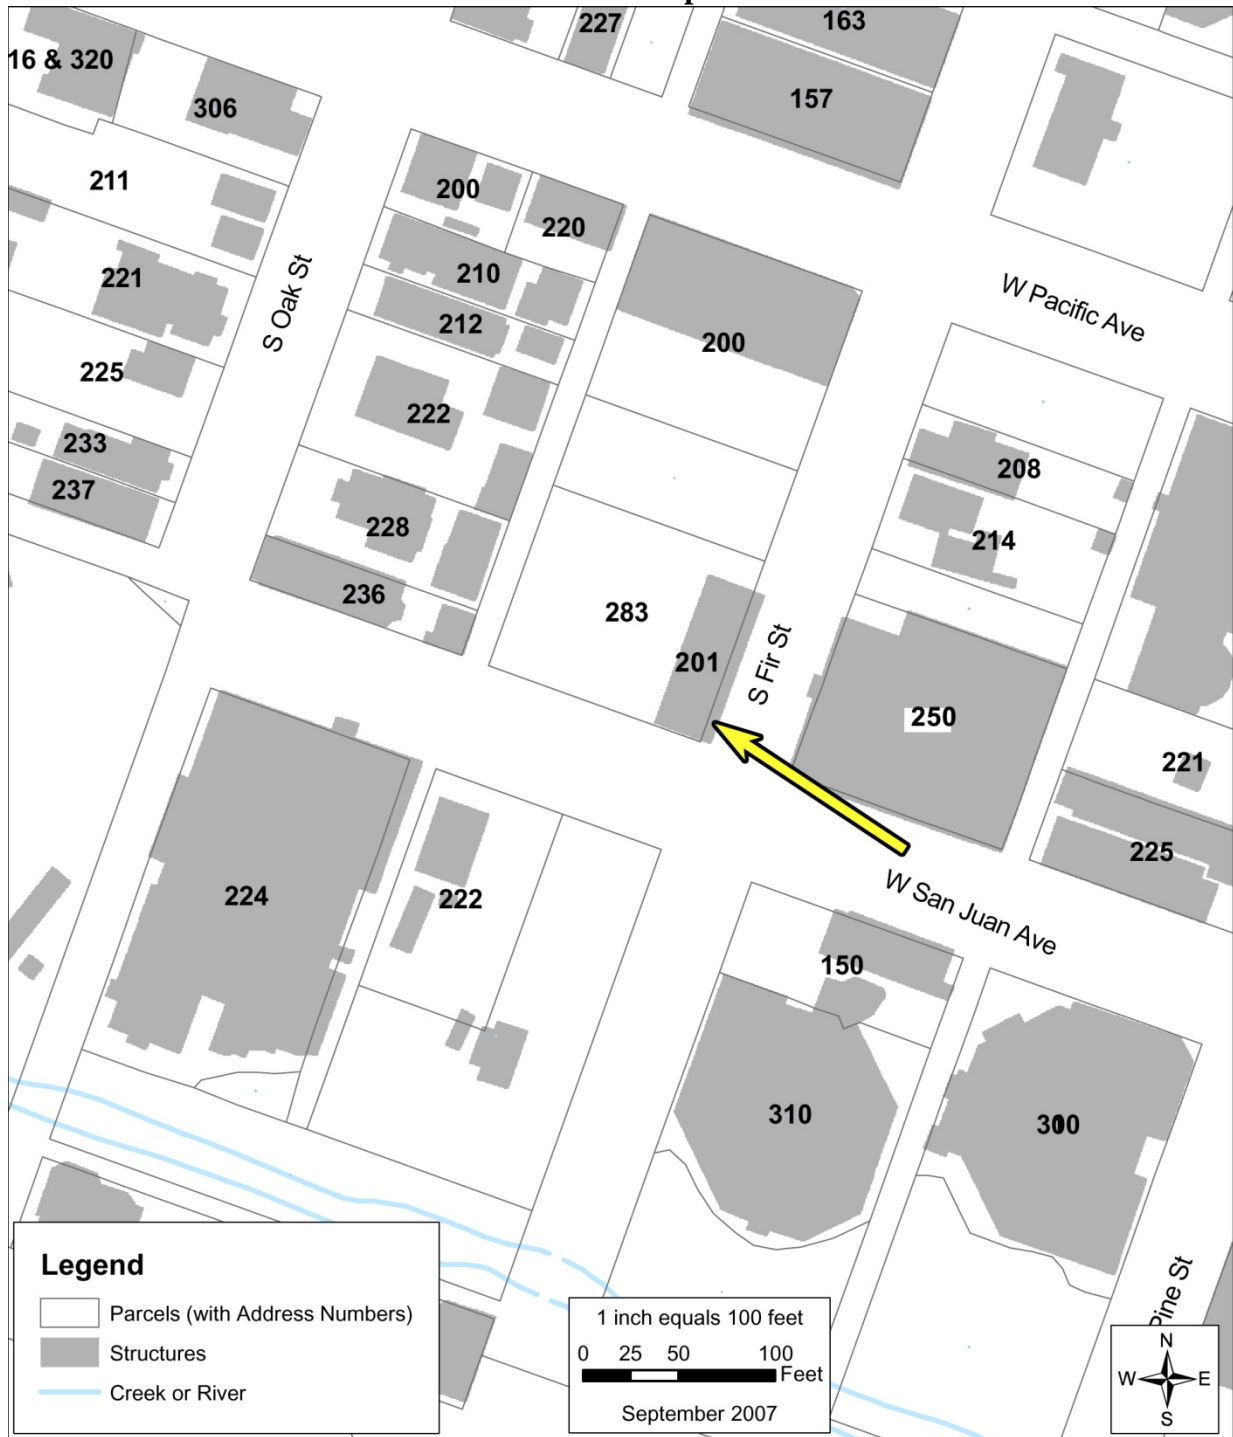 227
163
16 & 320
306
157
211
200
220
221
210
212
200
S Oak St
W Pacific Ave
225
222
233
237
208
228
214
236
283
201
S Fir St
250
221
225
224
222
W San Juan Ave
150
310
Pine St
Legend
Parcels (with Address Numbers)
Structures
Creek or River
1 inch equals 100 feet
0 25 50 100
Feet
September 2007
N
W E
S